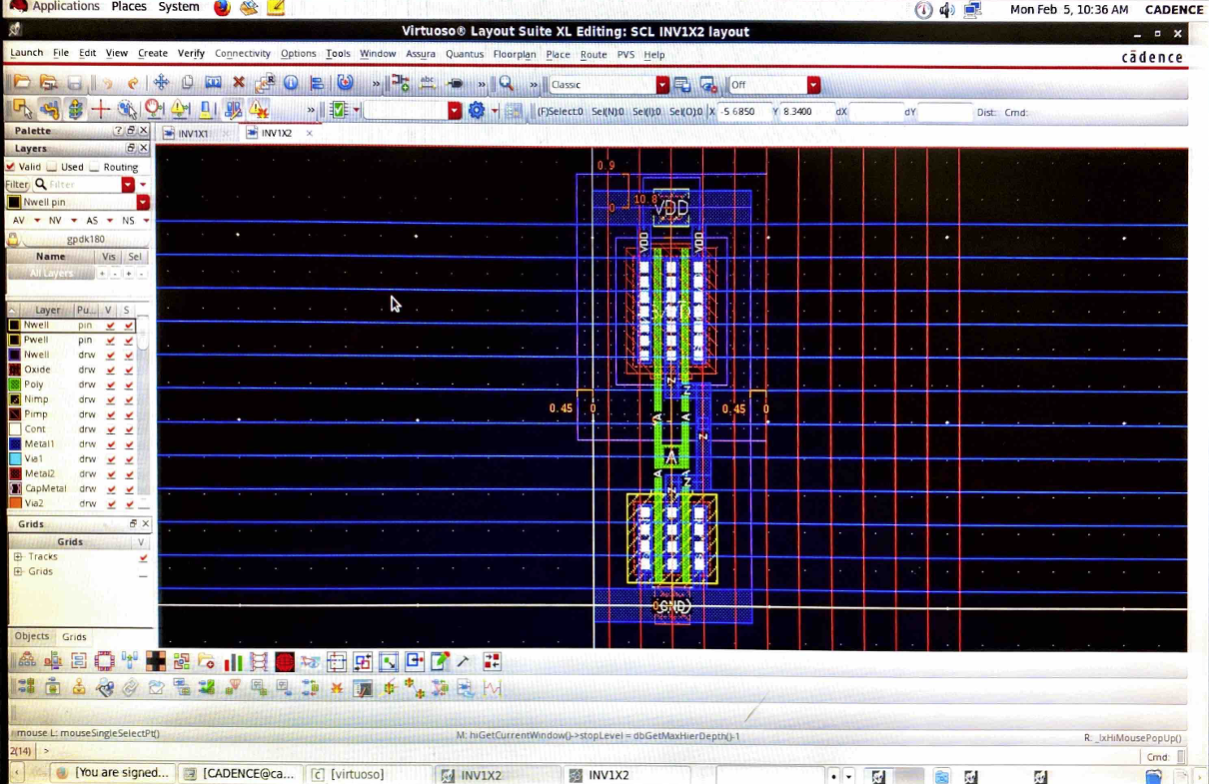 Applications Places System Mon Feb 5, 10:36 AM CADENCE
Virtuoso® Layout Suite XL Editing: SCL INV1X2 layout
Launch File Edit View Create Verify Connectivity Options Tools Window Assura Quantus Floorplan Place Route PVS Help cādence
Classic Off
(F)Select:0 Sel(N):0 Sel(I):0 Sel(O):0 X -5.6850 Y 8.3400 dX dY Dist: Cmd:
Palette
INV1X1 INV1X2
Layers
Valid Used Routing
Filter Filter
Nwell pin
AV NV AS NS
gpdk180
Name Vis Sel
All Layers
Layer Pu... V S
Nwell pin
Pwell pin
Nwell drw
Oxide drw
Poly drw
Nimp drw
Pimp drw
Cont drw
Metal1 drw
Via1 drw
Metal2 drw
CapMetal drw
Via2 drw
0.9
10.8
0
VDD
VDD VDD
Z
N
0.45 0 0.45 0
A A
Z
A
A A
Z
GND
Grids
Grids V
Tracks
Grids
Objects Grids
mouse L: mouseSingleSelectPt() M: hiGetCurrentWindow()->stopLevel = dbGetMaxHierDepth()-1 R: _lxHiMousePopUp()
2(14) > Cmd:
[You are signed... [CADENCE@ca... [virtuoso] INV1X2 INV1X2